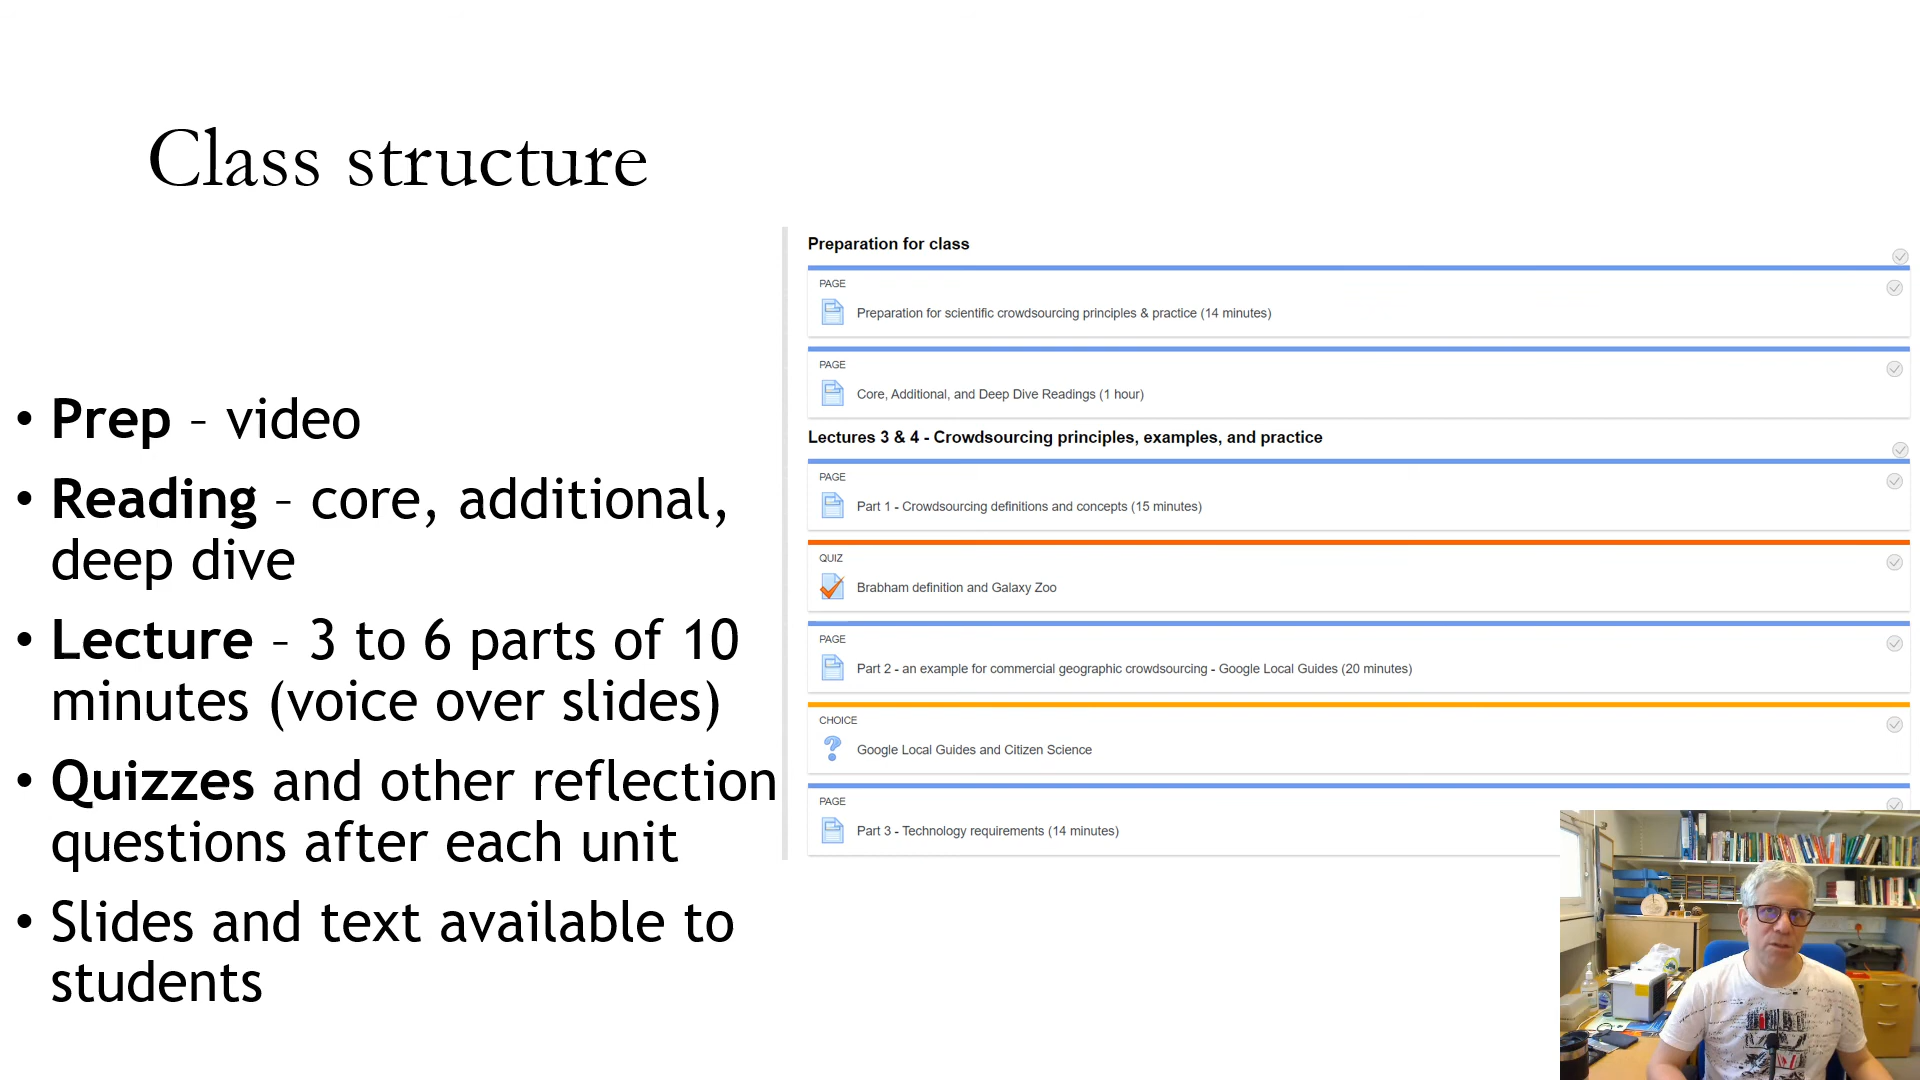 Class structure
• Prep – video
• Reading – core, additional,
deep dive
• Lecture – 3 to 6 parts of 10
minutes (voice over slides)
• Quizzes and other reflection
questions after each unit
• Slides and text available to
students
Preparation for class
PAGE
Preparation for scientific crowdsourcing principles & practice (14 minutes)
PAGE
Core, Additional, and Deep Dive Readings (1 hour)
Lectures 3 & 4 - Crowdsourcing principles, examples, and practice
PAGE
Part 1 - Crowdsourcing definitions and concepts (15 minutes)
QUIZ
Brabham definition and Galaxy Zoo
PAGE
Part 2 - an example for commercial geographic crowdsourcing - Google Local Guides (20 minutes)
CHOICE
Google Local Guides and Citizen Science
PAGE
Part 3 - Technology requirements (14 minutes)